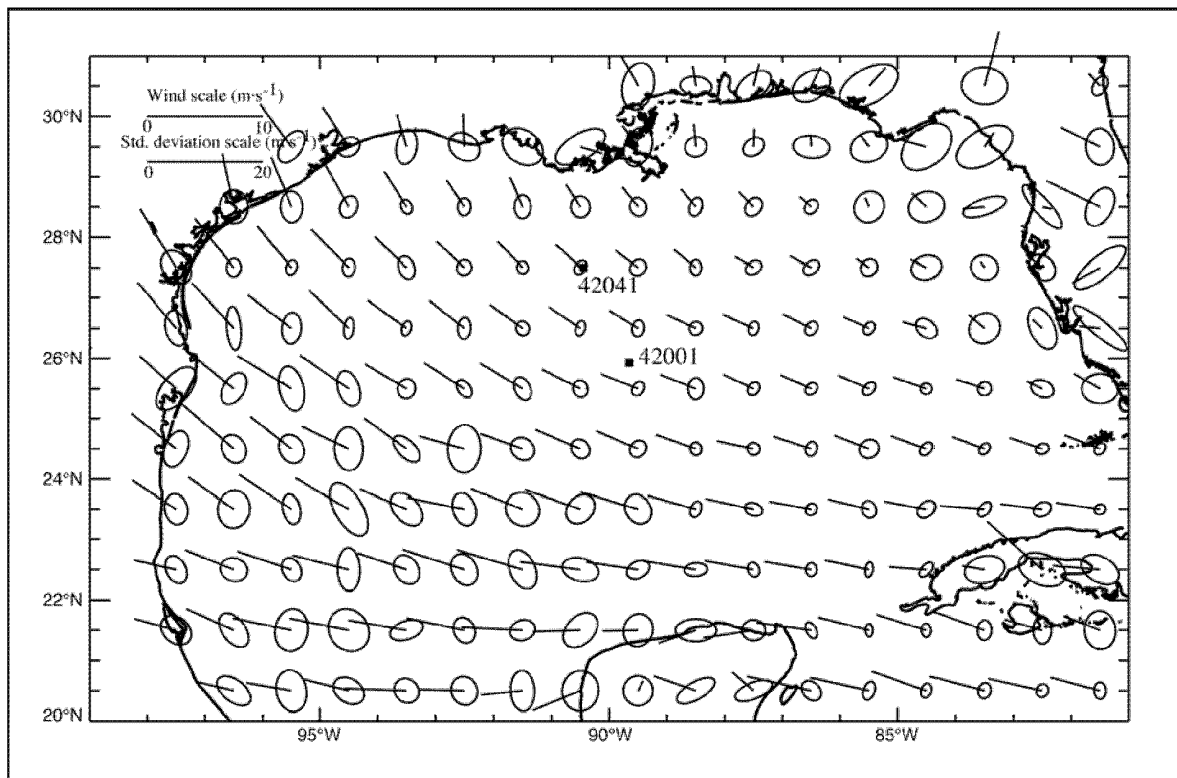 Wind scale (m·s⁻¹)
0 10
Std. deviation scale (m·s⁻¹)
0 20
30°N
28°N
26°N
24°N
22°N
20°N
42041
42001
95°W 90°W 85°W